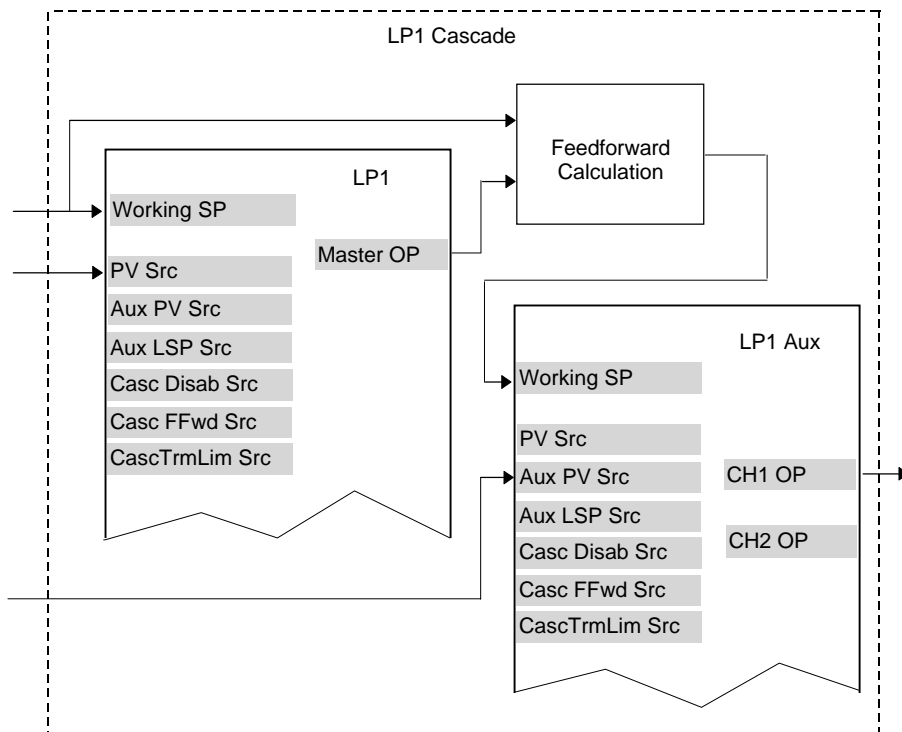 LP1 Cascade
Feedforward
Calculation
LP1
Working SP
Master OP
PV Src
Aux PV Src
Aux LSP Src
Casc Disab Src
Casc FFwd Src
CascTrmLim Src
LP1 Aux
Working SP
PV Src
Aux PV Src
CH1 OP
Aux LSP Src
CH2 OP
Casc Disab Src
Casc FFwd Src
CascTrmLim Src